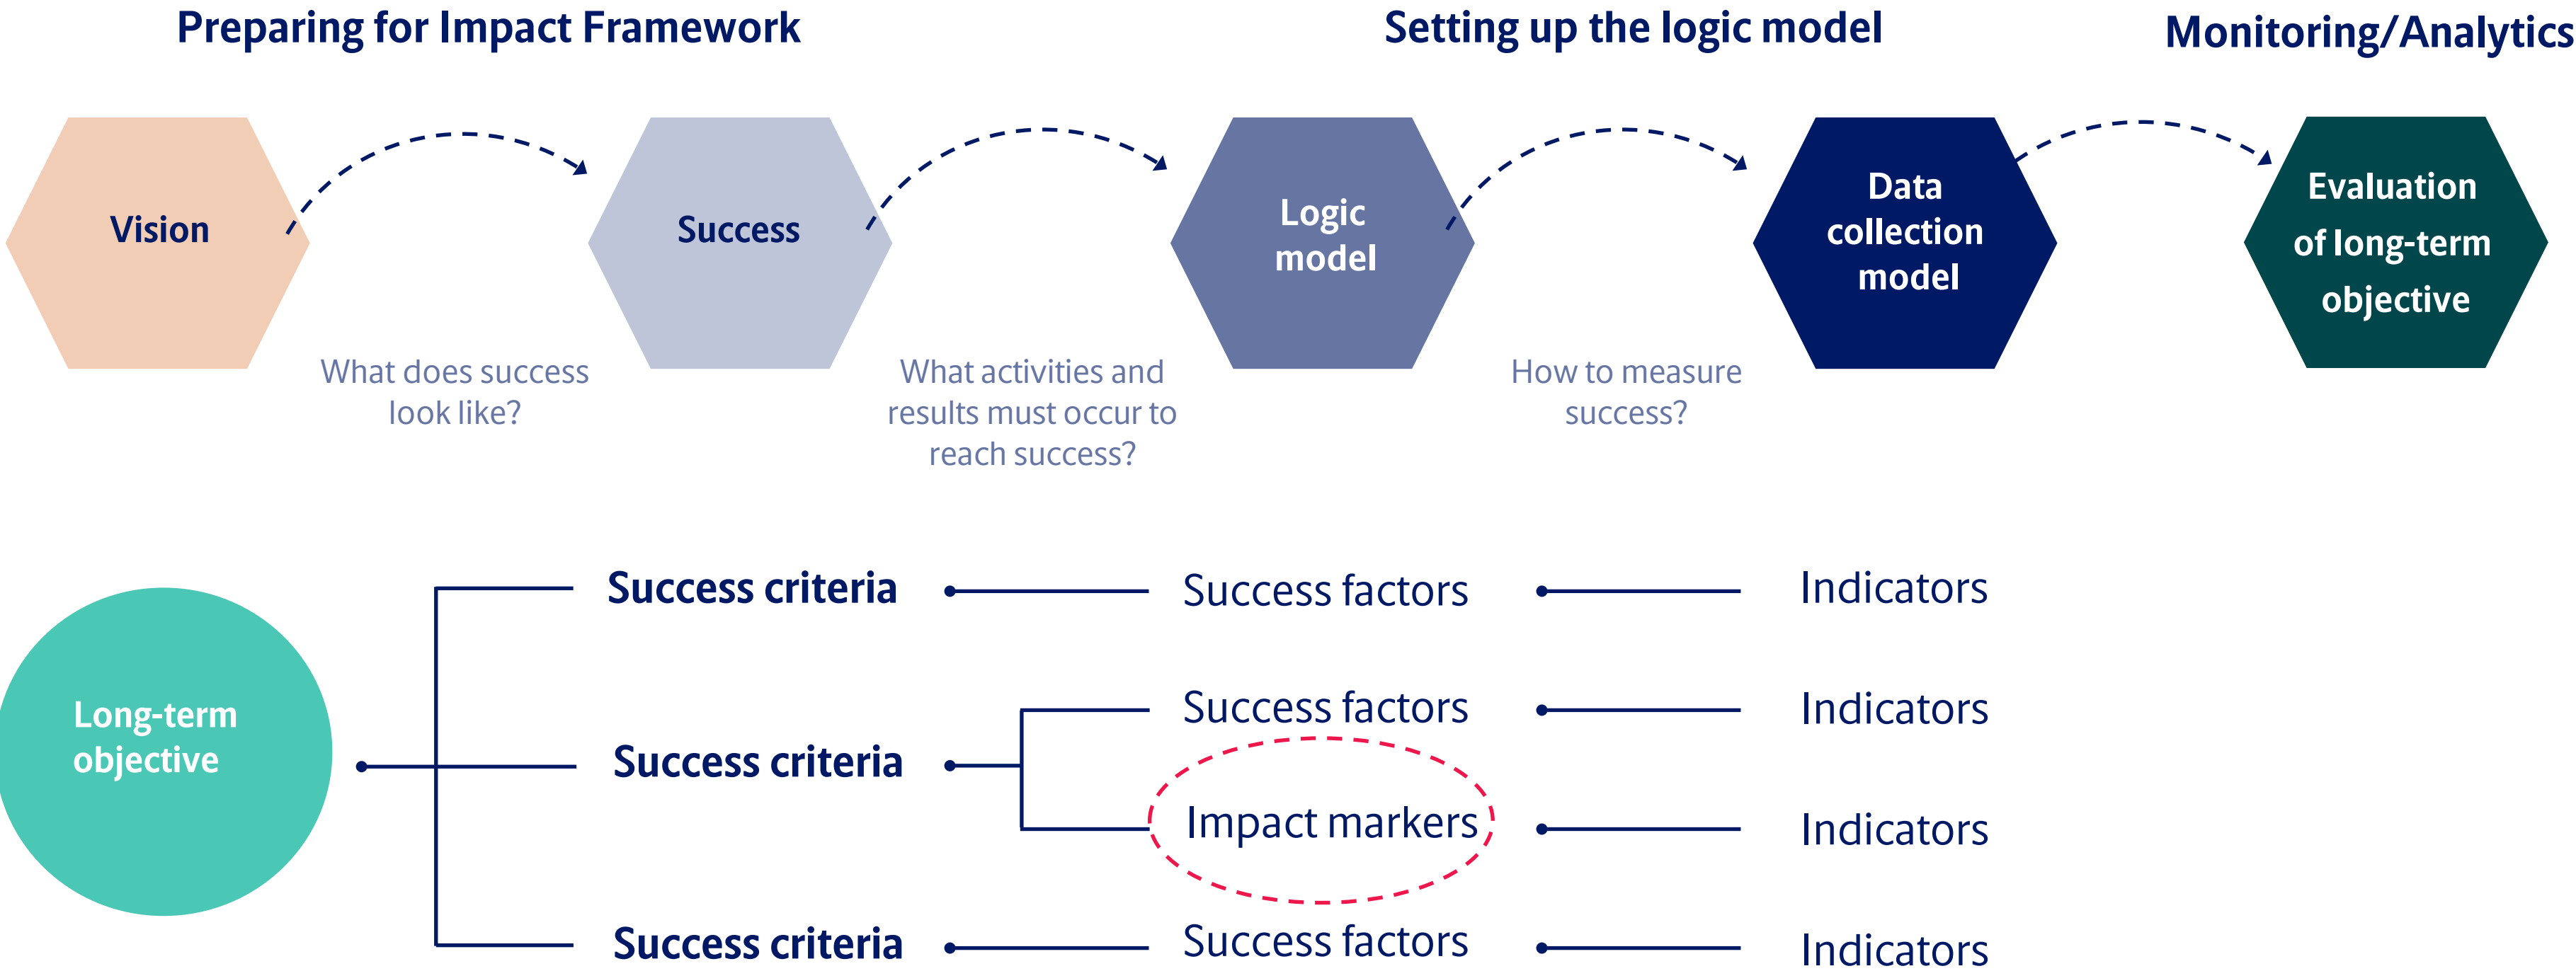 Preparing for Impact Framework
Setting up the logic model
Monitoring/Analytics
Vision
Success
Logic
model
Data
collection
model
Evaluation
of long-term
objective
What does success
look like?
What activities and
results must occur to
reach success?
How to measure
success?
Long-term
objective
Success criteria
Success factors
Indicators
Success criteria
Success factors
Indicators
Impact markers
Indicators
Success criteria
Success factors
Indicators